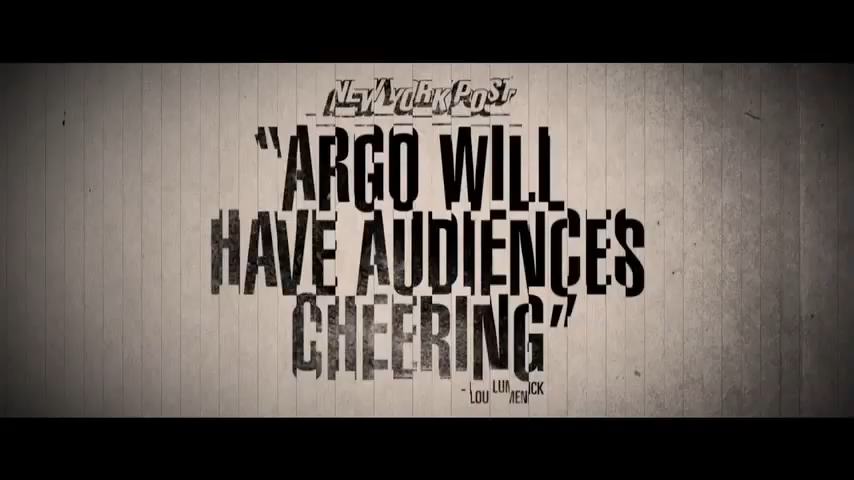 NEW YORK POST
“ARGO WILL
HAVE AUDIENCES
CHEERING”
- LOU LUMENICK